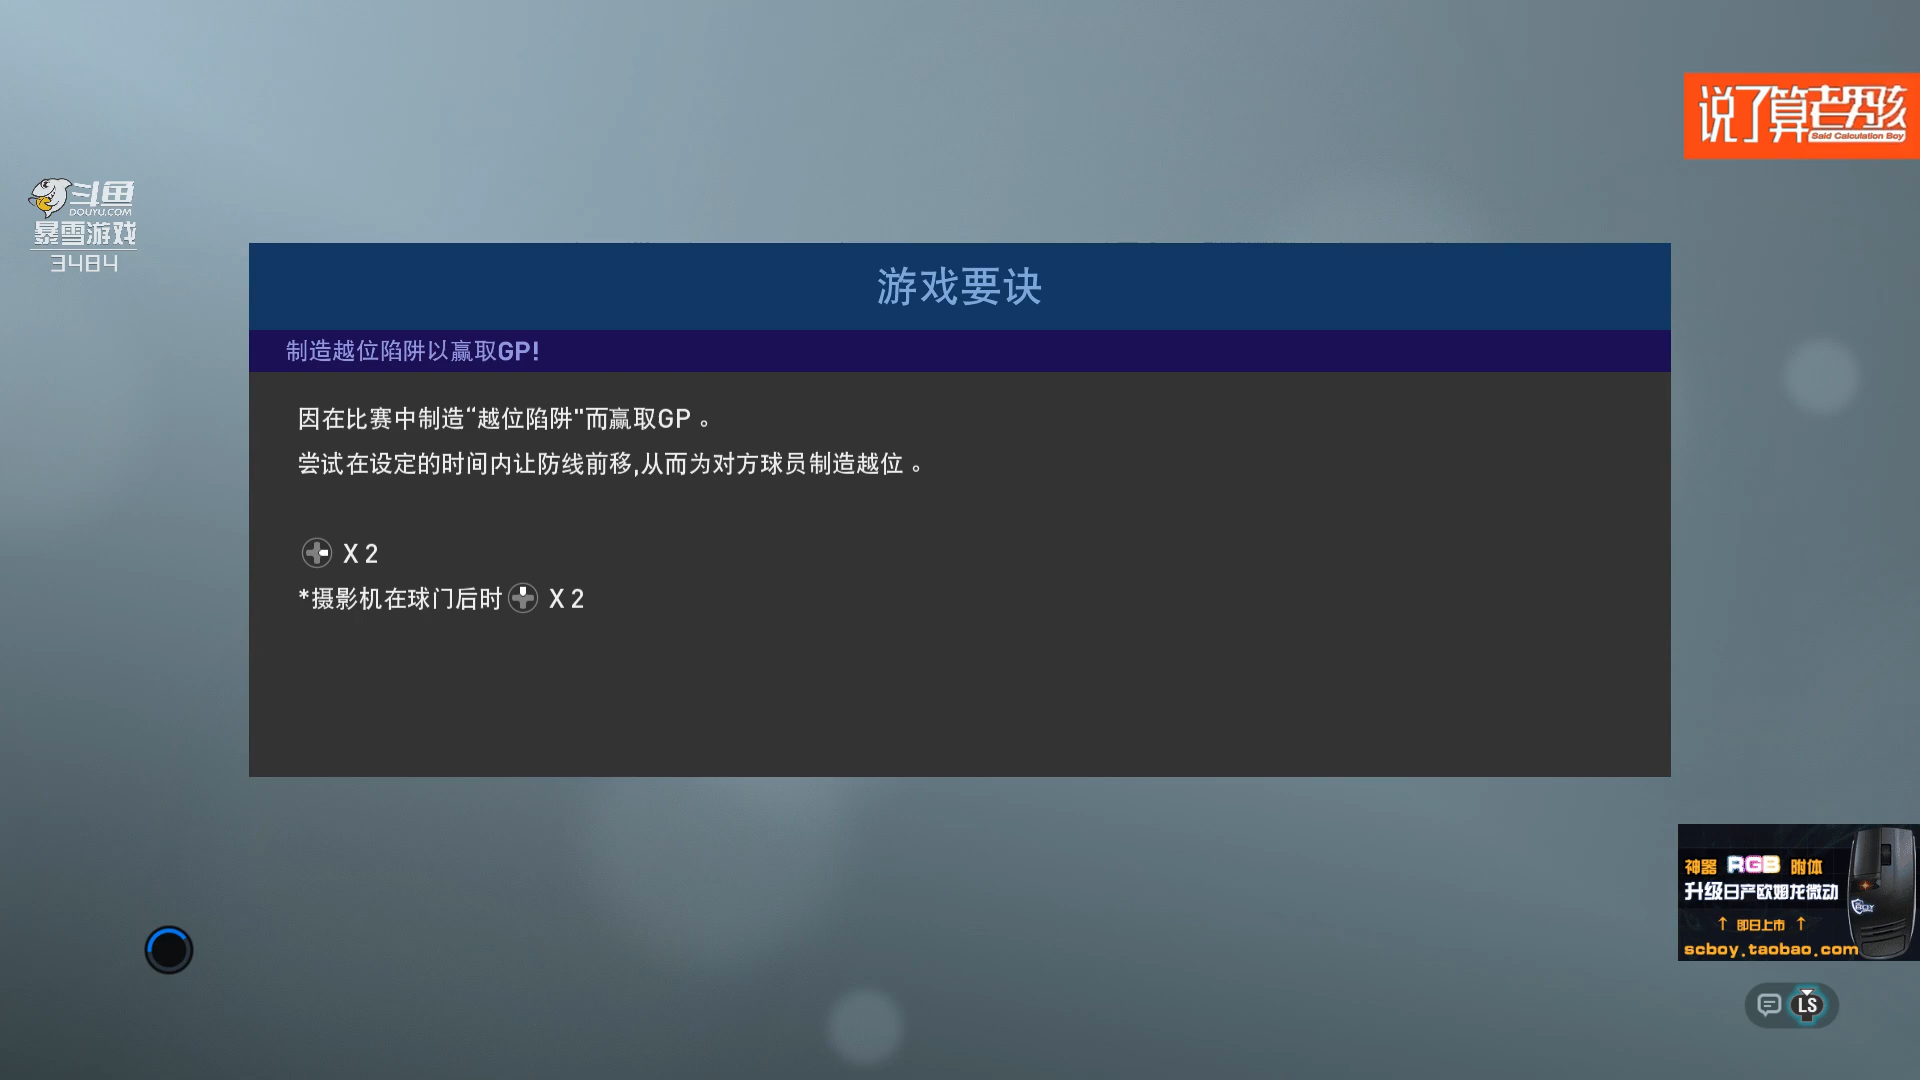 说了算老男孩
Said Calculation Boy
斗鱼
DOUYU.COM
暴雪游戏
3484
游戏要诀
制造越位陷阱以赢取GP!
因在比赛中制造“越位陷阱"而赢取GP 。
尝试在设定的时间内让防线前移,从而为对方球员制造越位 。
X 2
*摄影机在球门后时 X 2
神器 RGB 附体
升级日产欧姆龙微动
↑ 即日上市 ↑
scboy.taobao.com
BOY
LS